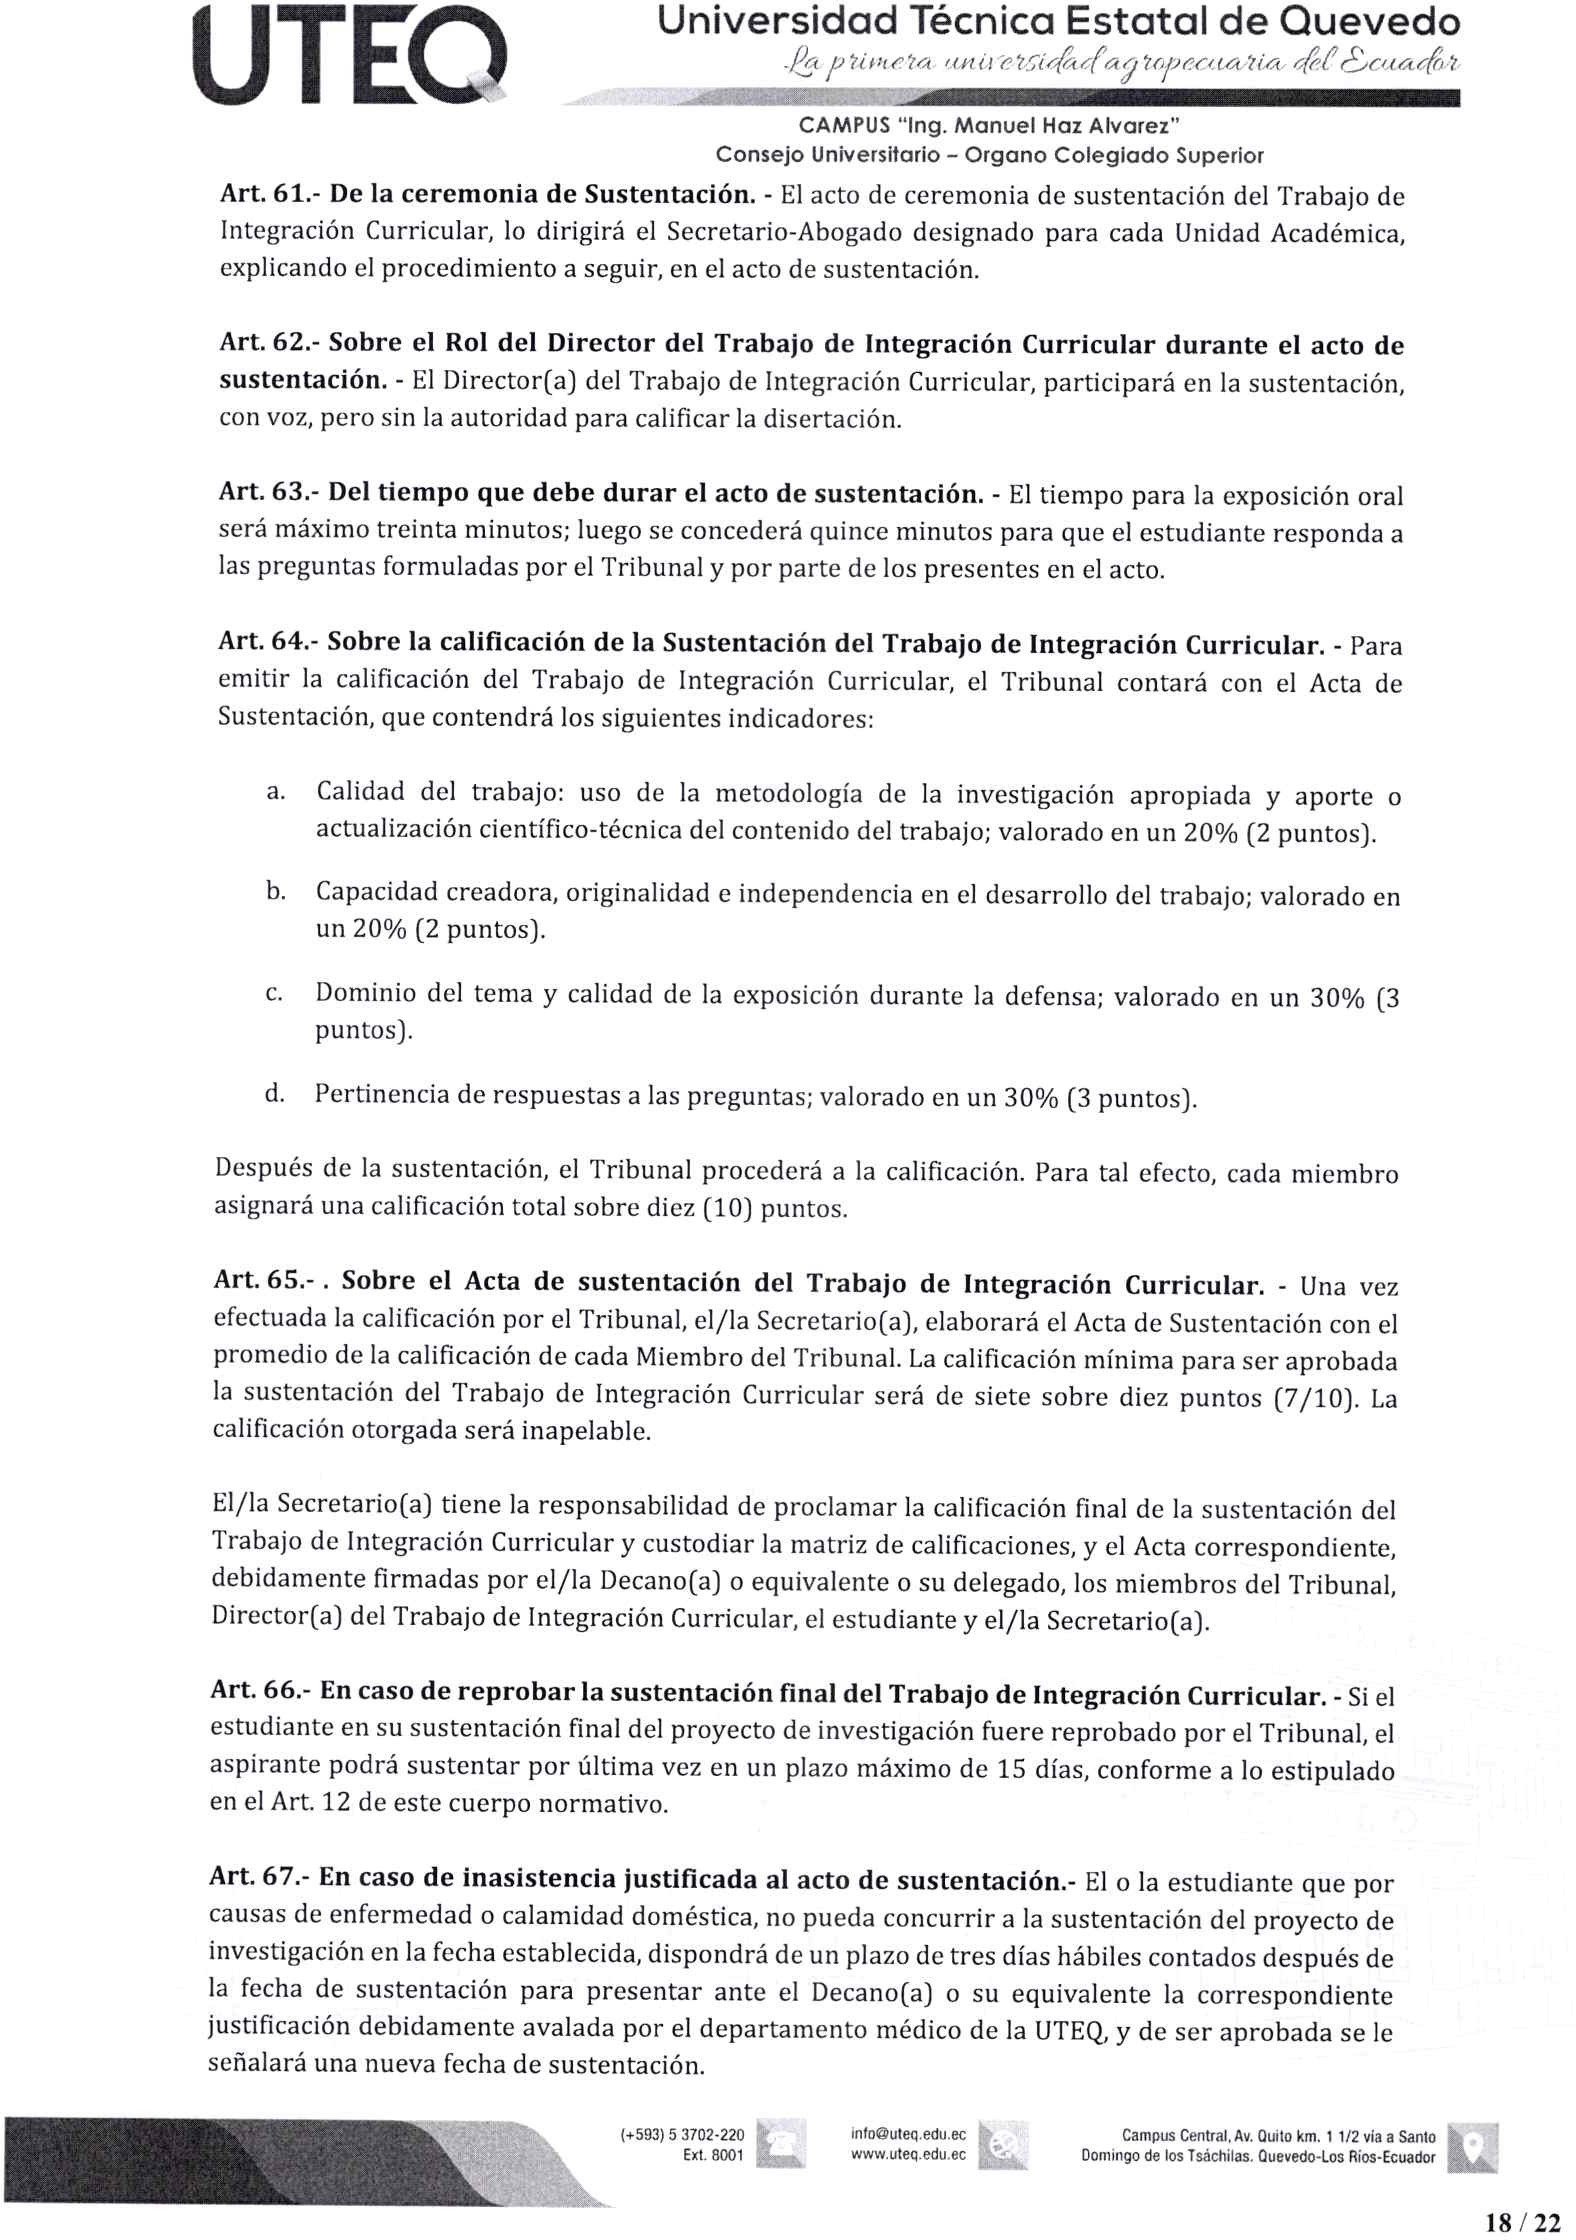 UTEQ
Universidad Técnica Estatal de Quevedo
La primera universidad agropecuaria del Ecuador
CAMPUS “Ing. Manuel Haz Alvarez”
Consejo Universitario – Organo Colegiado Superior
Art. 61.- De la ceremonia de Sustentación. - El acto de ceremonia de sustentación del Trabajo de
Integración Curricular, lo dirigirá el Secretario-Abogado designado para cada Unidad Académica,
explicando el procedimiento a seguir, en el acto de sustentación.
Art. 62.- Sobre el Rol del Director del Trabajo de Integración Curricular durante el acto de
sustentación. - El Director(a) del Trabajo de Integración Curricular, participará en la sustentación,
con voz, pero sin la autoridad para calificar la disertación.
Art. 63.- Del tiempo que debe durar el acto de sustentación. - El tiempo para la exposición oral
será máximo treinta minutos; luego se concederá quince minutos para que el estudiante responda a
las preguntas formuladas por el Tribunal y por parte de los presentes en el acto.
Art. 64.- Sobre la calificación de la Sustentación del Trabajo de Integración Curricular. - Para
emitir la calificación del Trabajo de Integración Curricular, el Tribunal contará con el Acta de
Sustentación, que contendrá los siguientes indicadores:
a. Calidad del trabajo: uso de la metodología de la investigación apropiada y aporte o
actualización científico-técnica del contenido del trabajo; valorado en un 20% (2 puntos).
b. Capacidad creadora, originalidad e independencia en el desarrollo del trabajo; valorado en
un 20% (2 puntos).
c. Dominio del tema y calidad de la exposición durante la defensa; valorado en un 30% (3
puntos).
d. Pertinencia de respuestas a las preguntas; valorado en un 30% (3 puntos).
Después de la sustentación, el Tribunal procederá a la calificación. Para tal efecto, cada miembro
asignará una calificación total sobre diez (10) puntos.
Art. 65.- . Sobre el Acta de sustentación del Trabajo de Integración Curricular. - Una vez
efectuada la calificación por el Tribunal, el/la Secretario(a), elaborará el Acta de Sustentación con el
promedio de la calificación de cada Miembro del Tribunal. La calificación mínima para ser aprobada
la sustentación del Trabajo de Integración Curricular será de siete sobre diez puntos (7/10). La
calificación otorgada será inapelable.
El/la Secretario(a) tiene la responsabilidad de proclamar la calificación final de la sustentación del
Trabajo de Integración Curricular y custodiar la matriz de calificaciones, y el Acta correspondiente,
debidamente firmadas por el/la Decano(a) o equivalente o su delegado, los miembros del Tribunal,
Director(a) del Trabajo de Integración Curricular, el estudiante y el/la Secretario(a).
Art. 66.- En caso de reprobar la sustentación final del Trabajo de Integración Curricular. - Si el
estudiante en su sustentación final del proyecto de investigación fuere reprobado por el Tribunal, el
aspirante podrá sustentar por última vez en un plazo máximo de 15 días, conforme a lo estipulado
en el Art. 12 de este cuerpo normativo.
Art. 67.- En caso de inasistencia justificada al acto de sustentación.- El o la estudiante que por
causas de enfermedad o calamidad doméstica, no pueda concurrir a la sustentación del proyecto de
investigación en la fecha establecida, dispondrá de un plazo de tres días hábiles contados después de
la fecha de sustentación para presentar ante el Decano(a) o su equivalente la correspondiente
justificación debidamente avalada por el departamento médico de la UTEQ, y de ser aprobada se le
señalará una nueva fecha de sustentación.
(+593) 5 3702-220
Ext. 8001
info@uteq.edu.ec
www.uteq.edu.ec
Campus Central, Av. Quito km. 1 1/2 vía a Santo
Domingo de los Tsáchilas. Quevedo-Los Ríos-Ecuador
18 / 22